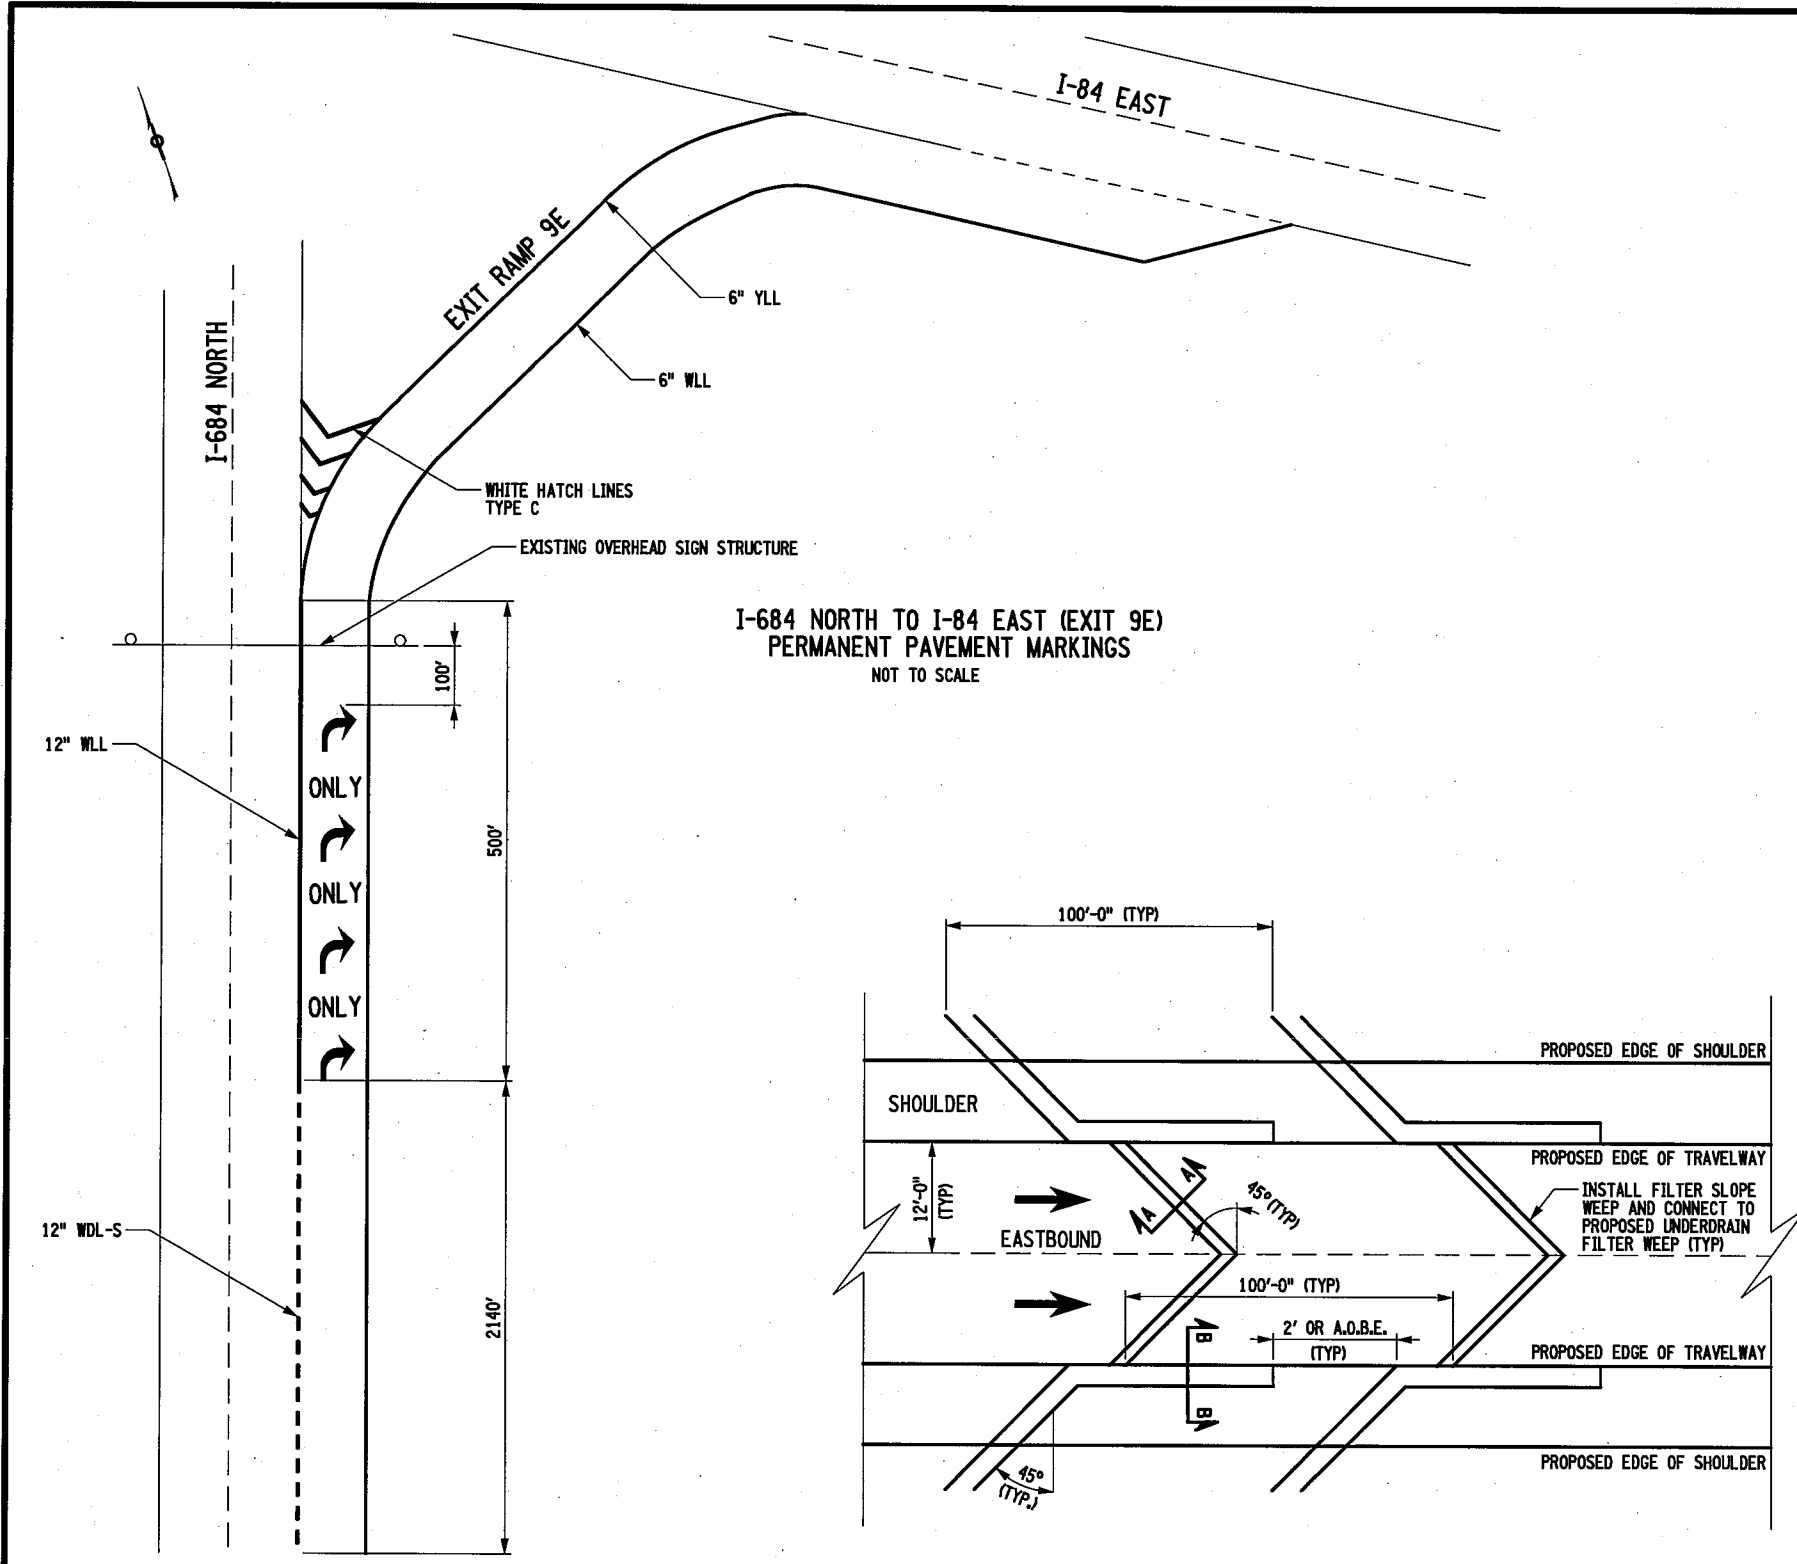 I-84 EAST
EXIT RAMP 9E
6" YLL
I-684 NORTH
6" WLL
WHITE HATCH LINES
TYPE C
EXISTING OVERHEAD SIGN STRUCTURE
I-684 NORTH TO I-84 EAST (EXIT 9E)
PERMANENT PAVEMENT MARKINGS
NOT TO SCALE
100'
12" WLL
ONLY
500'
ONLY
ONLY
12" WDL-S
2140'
100'-0" (TYP)
PROPOSED EDGE OF SHOULDER
SHOULDER
PROPOSED EDGE OF TRAVELWAY
12'-0"
(TYP)
A
A
45° (TYP)
INSTALL FILTER SLOPE
WEEP AND CONNECT TO
PROPOSED UNDERDRAIN
FILTER WEEP (TYP)
EASTBOUND
100'-0" (TYP)
B
2' OR A.O.B.E.
(TYP)
PROPOSED EDGE OF TRAVELWAY
B
PROPOSED EDGE OF SHOULDER
45°
(TYP.)